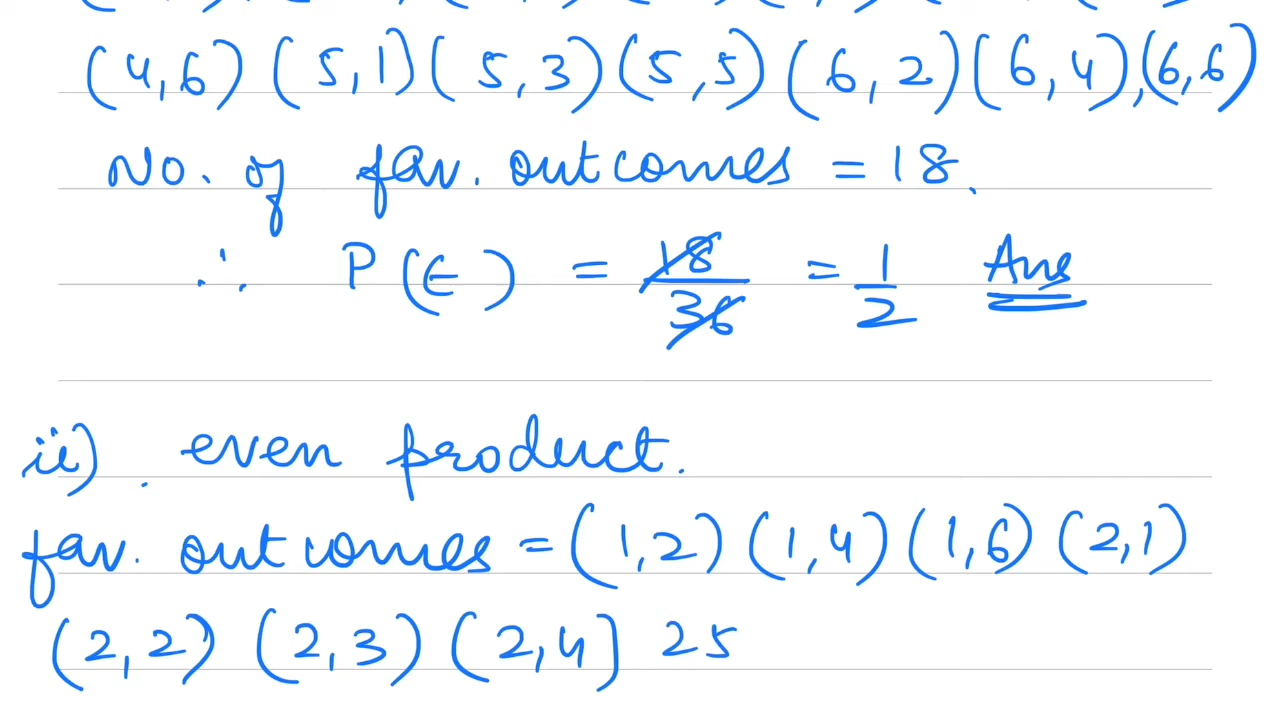 (4,6) (5,1) (5,3) (5,5) (6,2) (6,4), (6,6)
No. of fav. outcomes = 18.
∴ P(E) = 18/36 = 1/2 Ans
ii). even product.
fav. outcomes = (1,2) (1,4) (1,6) (2,1)
(2,2) (2,3) (2,4] 25